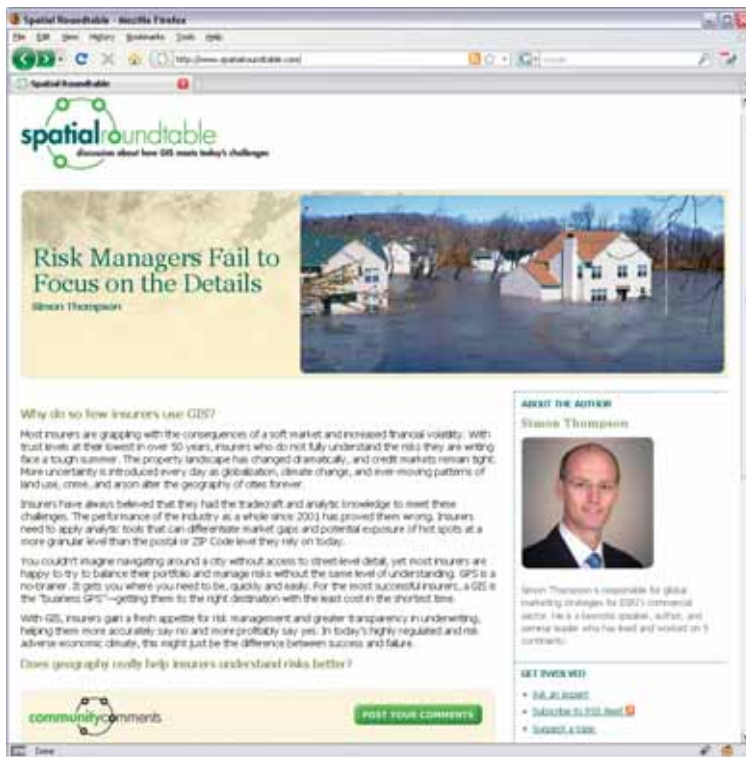 Spatial Roundtable - Mozilla Firefox
File Edit View History Bookmarks Tools Help
http://www.spatialroundtable.com/
Spatial Roundtable
spatialroundtable
discussion about how GIS meets today's challenges
Risk Managers Fail to
Focus on the Details
Simon Thompson
Why do so few insurers use GIS?
Most insurers are grappling with the consequences of a soft market and increased financial volatility. With
trust levels at their lowest in over 50 years, insurers who do not fully understand the risks they are writing
face a tough summer. The property landscape has changed dramatically, and credit markets remain tight.
More uncertainty is introduced every day as globalization, climate change, and ever-moving patterns of
land use, crime, and arson alter the geography of cities forever.
Insurers have always believed that they had the tradecraft and analytic knowledge to meet these
challenges. The performance of the industry as a whole since 2001 has proved them wrong. Insurers
need to apply analytic tools that can differentiate market gaps and potential exposure of hot spots at a
more granular level than the postal or ZIP Code level they rely on today.
You couldn't imagine navigating around a city without access to street-level detail, yet most insurers are
happy to try to balance their portfolio and manage risks without the same level of understanding. GPS is a
no-brainer. It gets you where you need to be, quickly and easily. For the most successful insurers, a GIS is
the "business GPS"—getting them to the right destination with the least cost in the shortest time.
With GIS, insurers gain a fresh appetite for risk management and greater transparency in underwriting,
helping them more accurately say no and more profitably say yes. In today's highly regulated and risk
adverse economic climate, this might just be the difference between success and failure.
Does geography really help insurers understand risks better?
communitycomments
POST YOUR COMMENTS
ABOUT THE AUTHOR
Simon Thompson
Simon Thompson is responsible for global
marketing strategies for ESRI's commercial
sector. He is a keynote speaker, author, and
seminar leader who has lived and worked on 5
continents.
GET INVOLVED
Ask an expert
Subscribe to RSS feed
Suggest a topic
Done